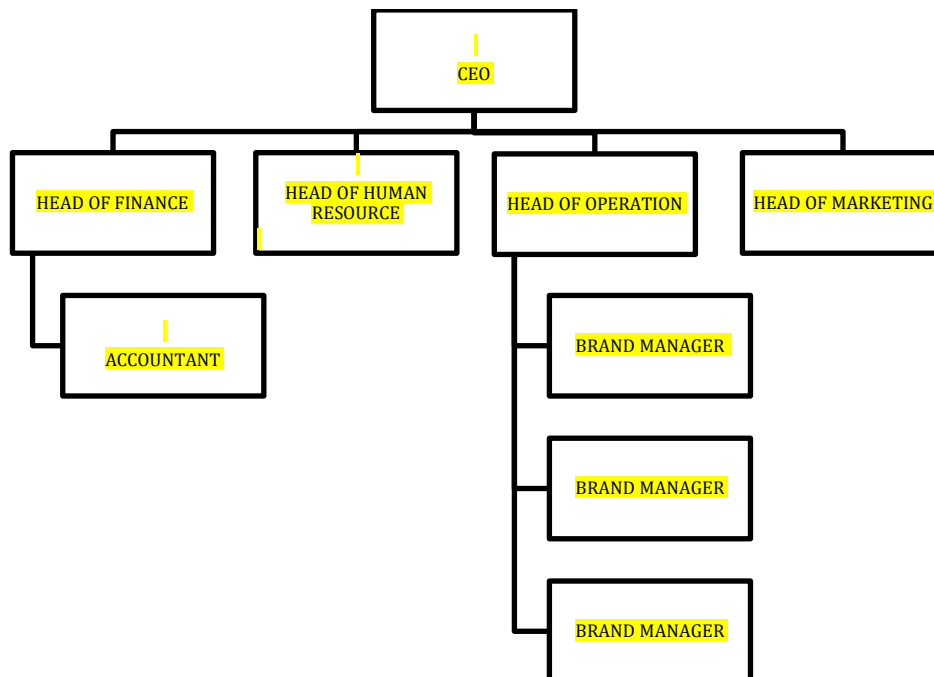 CEO
HEAD OF FINANCE
HEAD OF HUMAN
RESOURCE
HEAD OF OPERATION
HEAD OF MARKETING
ACCOUNTANT
BRAND MANAGER
BRAND MANAGER
BRAND MANAGER